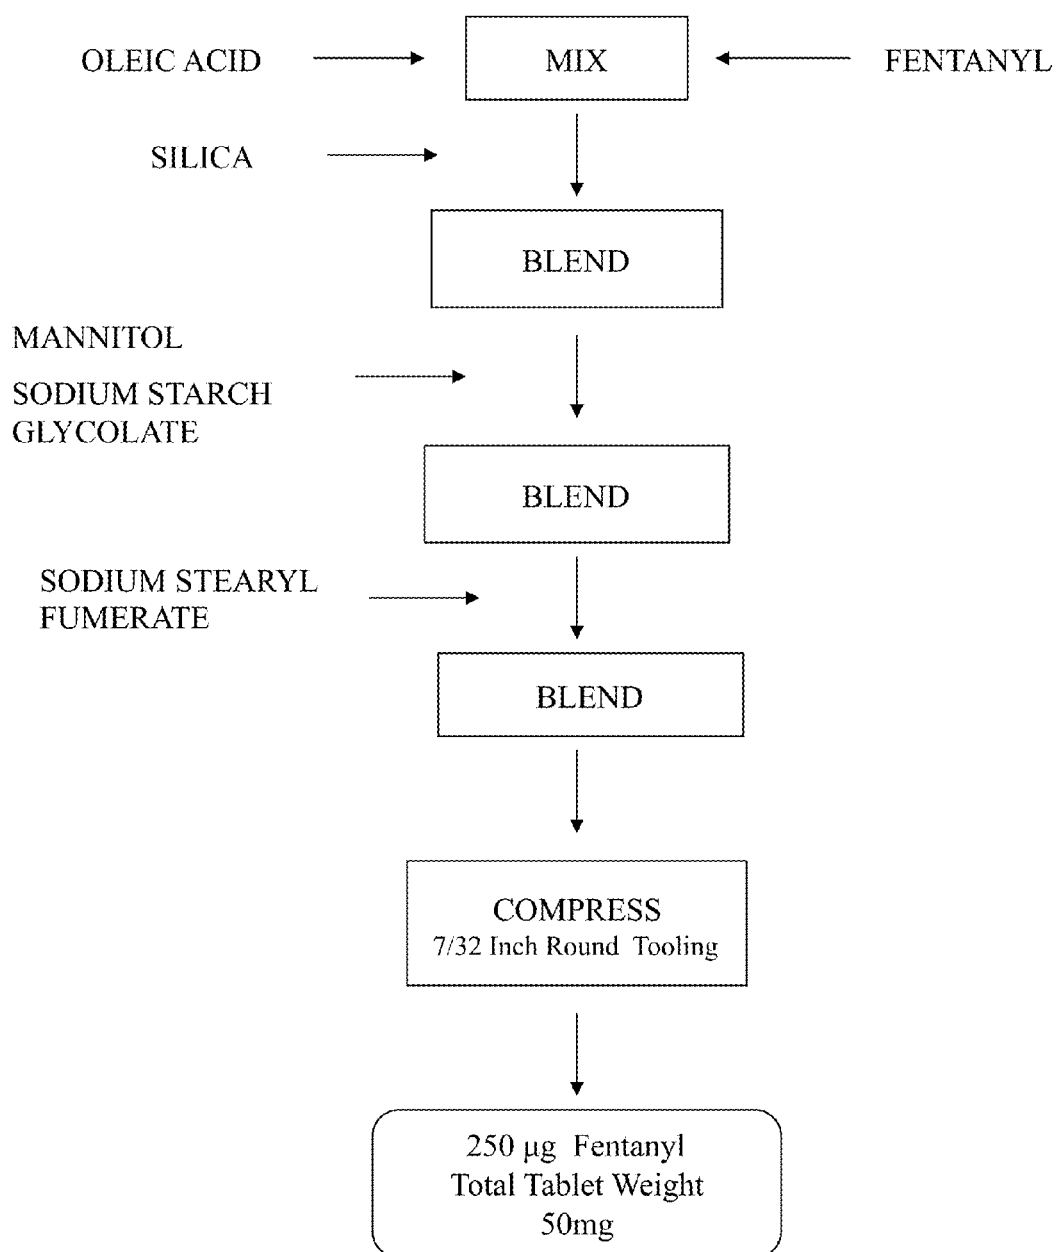 OLEIC ACID
MIX
FENTANYL
SILICA
BLEND
MANNITOL
SODIUM STARCH
GLYCOLATE
BLEND
SODIUM STEARYL
FUMERATE
BLEND
COMPRESS
7/32 Inch Round Tooling
250 µg Fentanyl
Total Tablet Weight
50mg